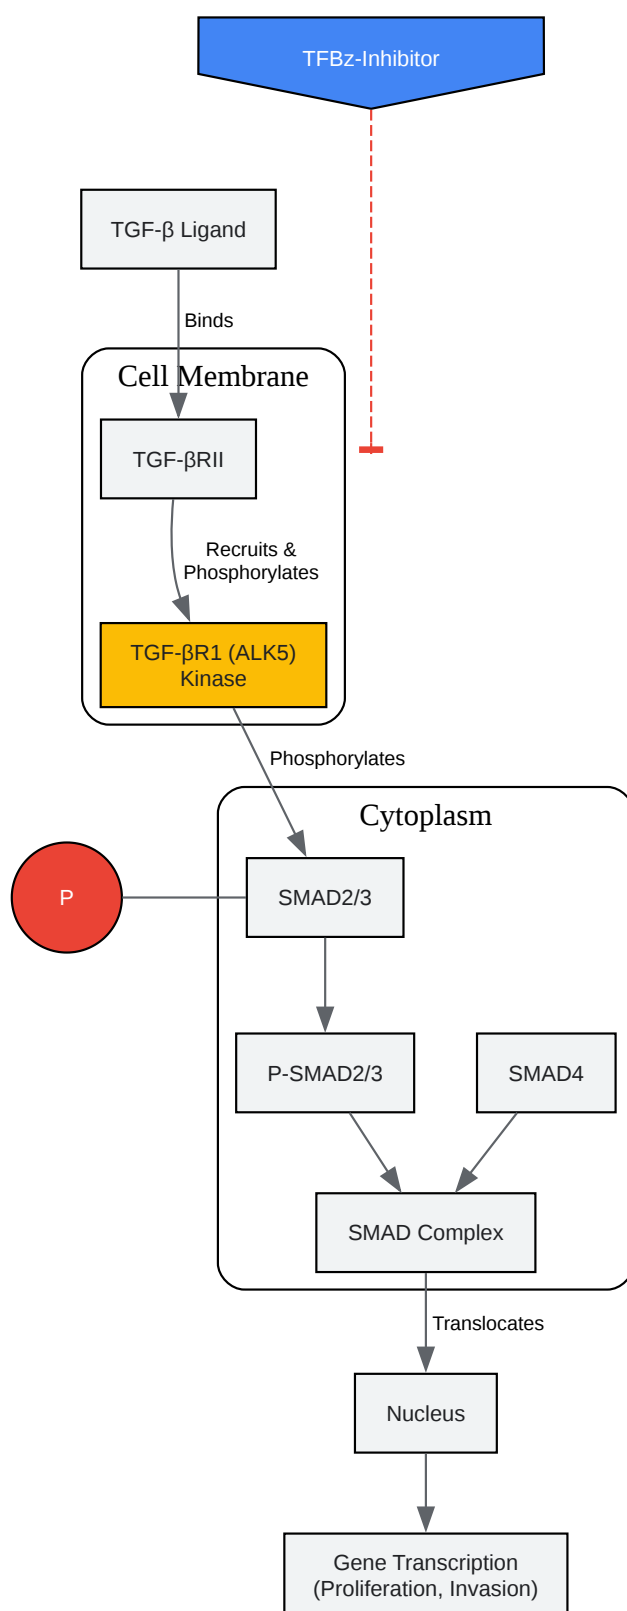 TFBz-Inhibitor
TGF-β Ligand
Binds
Cell Membrane
TGF-βRII
Recruits &
Phosphorylates
TGF-βR1 (ALK5)
Kinase
Phosphorylates
Cytoplasm
P
SMAD2/3
P-SMAD2/3
SMAD4
SMAD Complex
Translocates
Nucleus
Gene Transcription
(Proliferation, Invasion)